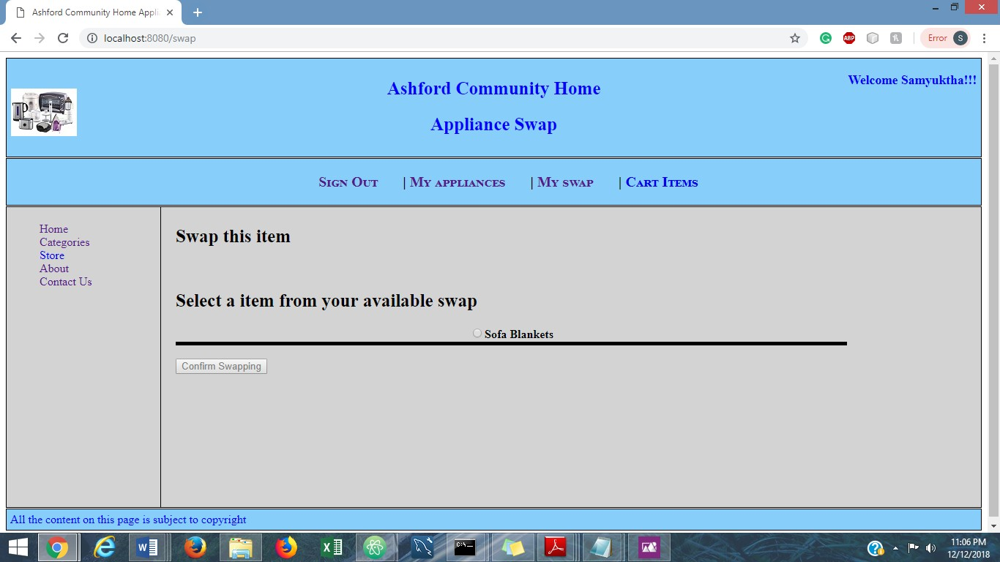 Ashford Community Home Appli
localhost:8080/swap
ABP
Error S
Ashford Community Home
Appliance Swap
Welcome Samyuktha!!!
Sign Out | My appliances | My swap | Cart Items
Home
Categories
Store
About
Contact Us
Swap this item
Select a item from your available swap
Sofa Blankets
Confirm Swapping
All the content on this page is subject to copyright
11:06 PM
12/12/2018